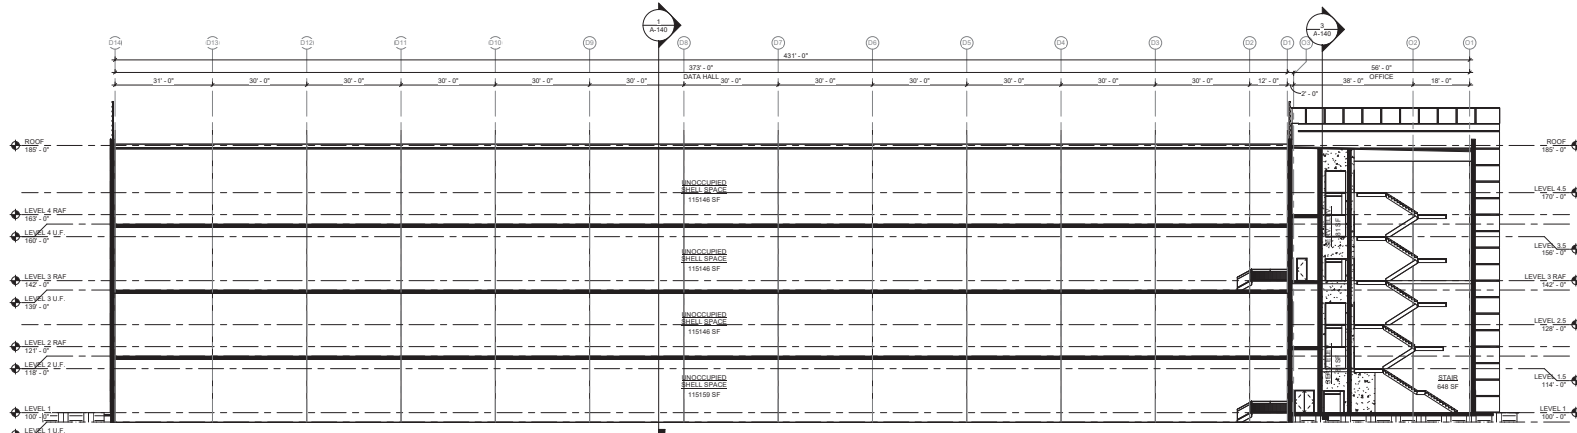 1
A-140
3
A-140
D14
D13
D12
D11
D10
D9
D8
D7
D6
D5
D4
D3
D2
D1
O3
O2
O1
431' - 0"
373' - 0"
56' - 0"
DATA HALL
OFFICE
31' - 0"
30' - 0"
30' - 0"
30' - 0"
30' - 0"
30' - 0"
30' - 0"
30' - 0"
30' - 0"
30' - 0"
30' - 0"
30' - 0"
12' - 0"
38' - 0"
18' - 0"
2' - 0"
ROOF
185' - 0"
LEVEL 4 RAF
163' - 0"
LEVEL 4 U.F.
160' - 0"
LEVEL 3 RAF
142' - 0"
LEVEL 3 U.F.
139' - 0"
LEVEL 2 RAF
121' - 0"
LEVEL 2 U.F.
118' - 0"
LEVEL 1
100' - 0"
LEVEL 1 U.F.
UNOCCUPIED
SHELL SPACE
115146 SF
UNOCCUPIED
SHELL SPACE
115146 SF
UNOCCUPIED
SHELL SPACE
115146 SF
UNOCCUPIED
SHELL SPACE
115159 SF
STAIR
648 SF
ROOF
185' - 0"
LEVEL 4.5
170' - 0"
LEVEL 3.5
156' - 0"
LEVEL 3 RAF
142' - 0"
LEVEL 2.5
128' - 0"
LEVEL 1.5
114' - 0"
LEVEL 1
100' - 0"